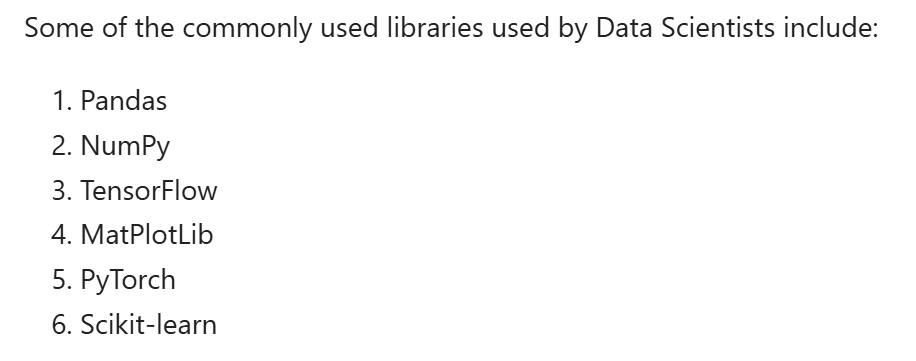 Some of the commonly used libraries used by Data Scientists include:
1. Pandas
2. NumPy
3. TensorFlow
4. MatPlotLib
5. PyTorch
6. Scikit-learn